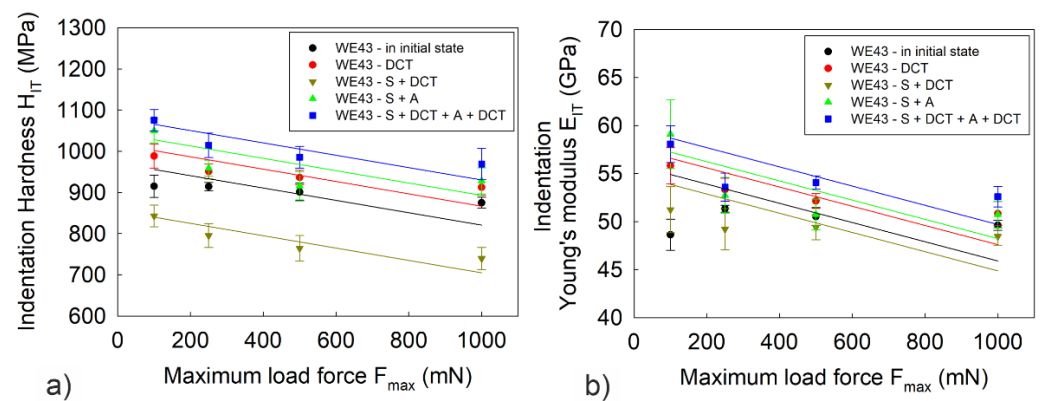 Indentation Hardness H_IT (MPa)
1300
1200
1100
1000
900
800
700
600
WE43 - in initial state
WE43 - DCT
WE43 - S + DCT
WE43 - S + A
WE43 - S + DCT + A + DCT
0 200 400 600 800 1000
Maximum load force F_max (mN)
a)
Indentation
Young's modulus E_IT (GPa)
70
65
60
55
50
45
40
WE43 - in initial state
WE43 - DCT
WE43 - S + DCT
WE43 - S + A
WE43 - S + DCT + A + DCT
0 200 400 600 800 1000
Maximum load force F_max (mN)
b)